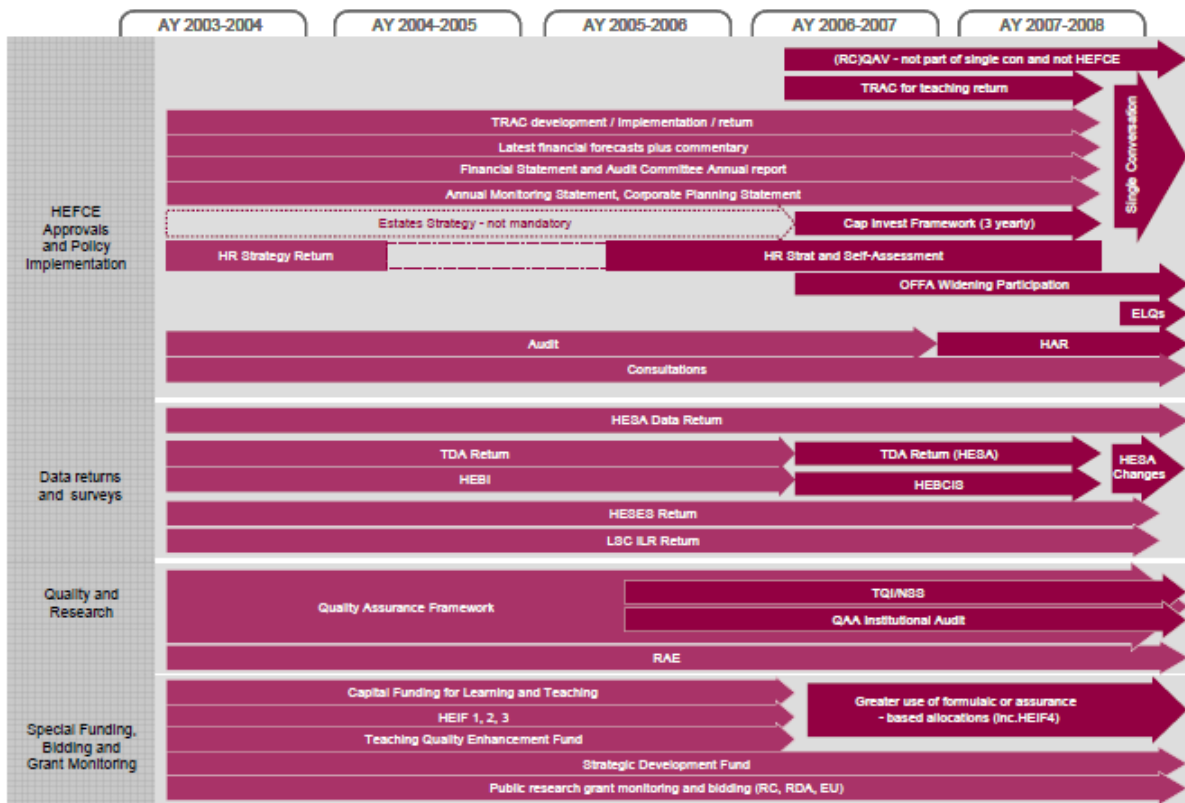 AY 2003-2004
AY 2004-2005
AY 2005-2006
AY 2006-2007
AY 2007-2008
HEFCE
Approvals
and Policy
Implementation
(RC)QAV - not part of single con and not HEFCE
TRAC for teaching return
TRAC development / Implementation / return
Latest financial forecasts plus commentary
Financial Statement and Audit Committee Annual report
Annual Monitoring Statement, Corporate Planning Statement
Single Conversation
Estates Strategy - not mandatory
Cap Invest Framework (3 yearly)
HR Strategy Return
HR Strat and Self-Assessment
OFFA Widening Participation
ELQs
Audit
HAR
Consultations
Data returns
and surveys
HESA Data Return
TDA Return
TDA Return (HESA)
HEBI
HEBCIS
HESA
Changes
HESES Return
LSC ILR Return
Quality and
Research
Quality Assurance Framework
TQI/NSS
QAA Institutional Audit
RAE
Special Funding,
Bidding and
Grant Monitoring
Capital Funding for Learning and Teaching
HEIF 1, 2, 3
Teaching Quality Enhancement Fund
Greater use of formulaic or assurance
- based allocations (inc.HEIF4)
Strategic Development Fund
Public research grant monitoring and bidding (RC, RDA, EU)